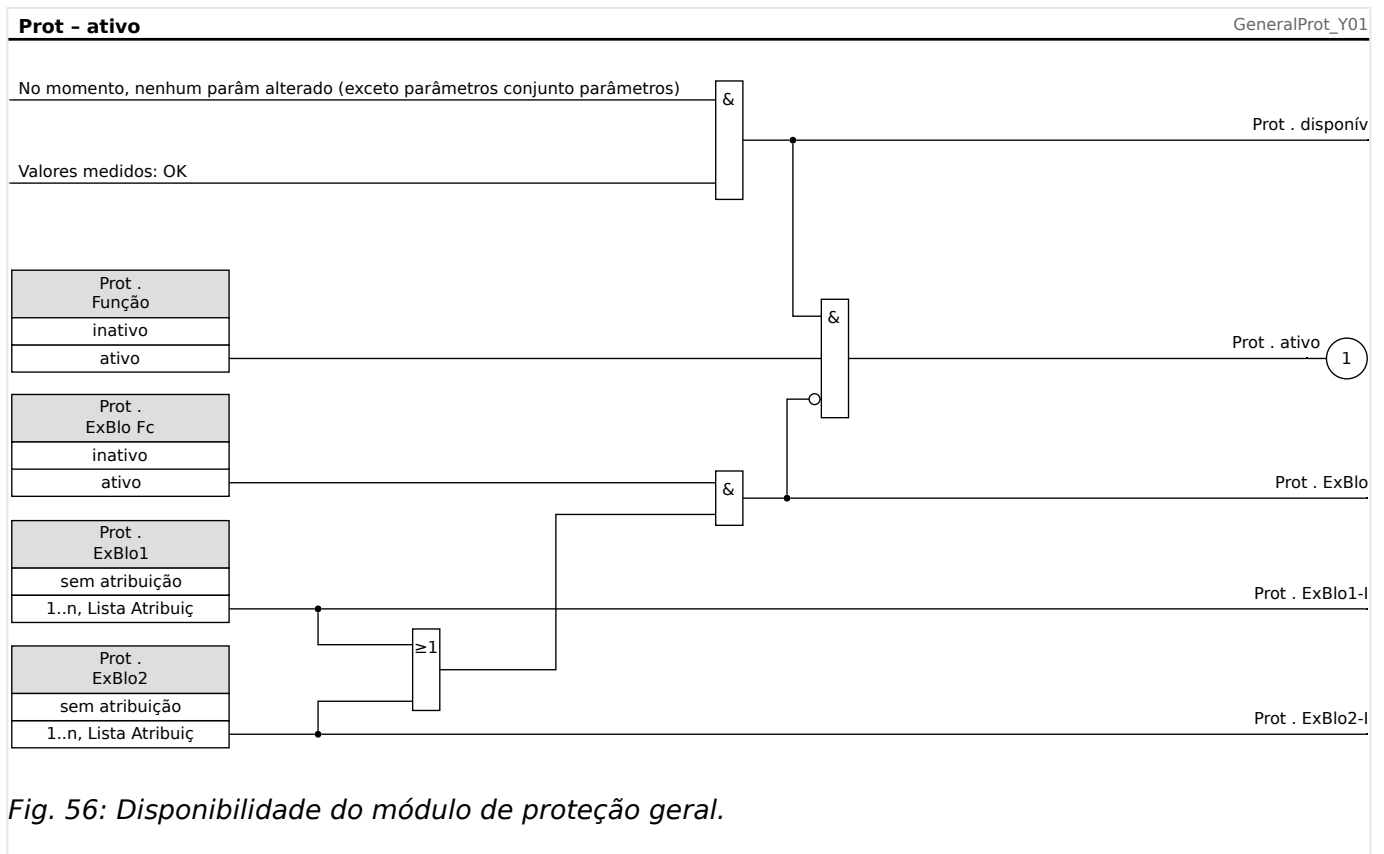 Prot – ativo
GeneralProt_Y01
No momento, nenhum parâm alterado (exceto parâmetros conjunto parâmetros)
&
Prot . disponív
Valores medidos: OK
Prot .
Função
inativo
ativo
&
Prot . ativo
1
Prot .
ExBlo Fc
inativo
ativo
&
Prot . ExBlo
Prot .
ExBlo1
sem atribuição
1..n, Lista Atribuiç
Prot . ExBlo1-I
≥1
Prot .
ExBlo2
sem atribuição
1..n, Lista Atribuiç
Prot . ExBlo2-I
Fig. 56: Disponibilidade do módulo de proteção geral.